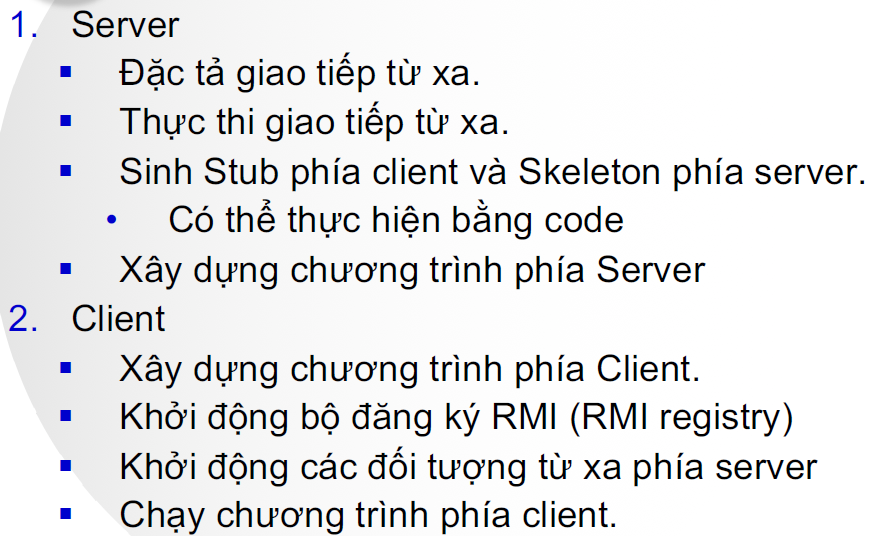 1. Server
▪ Đặc tả giao tiếp từ xa.
▪ Thực thi giao tiếp từ xa.
▪ Sinh Stub phía client và Skeleton phía server.
• Có thể thực hiện bằng code
▪ Xây dựng chương trình phía Server
2. Client
▪ Xây dựng chương trình phía Client.
▪ Khởi động bộ đăng ký RMI (RMI registry)
▪ Khởi động các đối tượng từ xa phía server
▪ Chạy chương trình phía client.